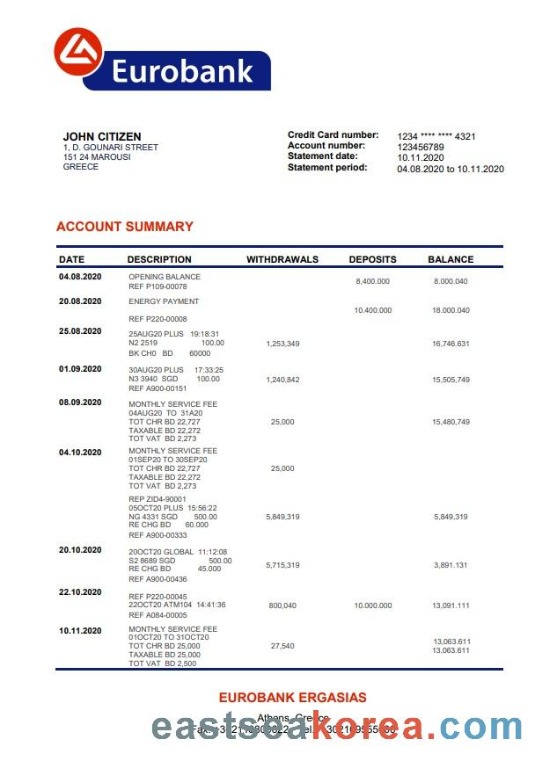 Eurobank
JOHN CITIZEN
1, D. GOUNARI STREET
151 24 MAROUSI
GREECE
Credit Card number: 1234 **** **** 4321
Account number: 123456789
Statement date: 10.11.2020
Statement period: 04.08.2020 to 10.11.2020
ACCOUNT SUMMARY
DATE DESCRIPTION WITHDRAWALS DEPOSITS BALANCE
04.08.2020 OPENING BALANCE
8,400.000 8.000.040
REF P109-00078
20.08.2020 ENERGY PAYMENT
10.400.000 18.000.040
REF P220-00008
25.08.2020
25AUG20 PLUS 19:18:31
N2 2519 100.00 1,253,349 16,746.631
BK CH0 BD 60000
01.09.2020 30AUG20 PLUS 17:33:25
N3 3940 SGD 100.00 1,240,842 15,505,749
REF A900-00151
08.09.2020 MONTHLY SERVICE FEE
04AUG20 TO 31A20
TOT CHR BD 22,727 25,000 15,480,749
TAXABLE BD 22,272
TOT VAT BD 2,273
04.10.2020 MONTHLY SERVICE FEE
01SEP20 TO 30SEP20
TOT CHR BD 22,727 25,000
TAXABLE BD 22,272
TOT VAT BD 2,273
REP ZID4-90001
05OCT20 PLUS 15:56:22
NG 4331 SGD 500.00 5,849,319 5,849,319
RE CHG BD 60.000
REF A900-00333
20.10.2020 20OCT20 GLOBAL 11:12:08
S2 8689 SGD 500.00
5,715,319 3,891.131
RE CHG BD 45.000
REF A900-00436
22.10.2020 REF P220-00045
22OCT20 ATM104 14:41:36 800,040 10.000.000 13,091.111
REF A084-00005
10.11.2020 MONTHLY SERVICE FEE
01OCT20 TO 31OCT20 13,063.611
TOT CHR BD 25,000 27,540
TAXABLE BD 25,000 13,063.611
TOT VAT BD 2,500
EUROBANK ERGASIAS
Athens, Greece
eastseakorea.com